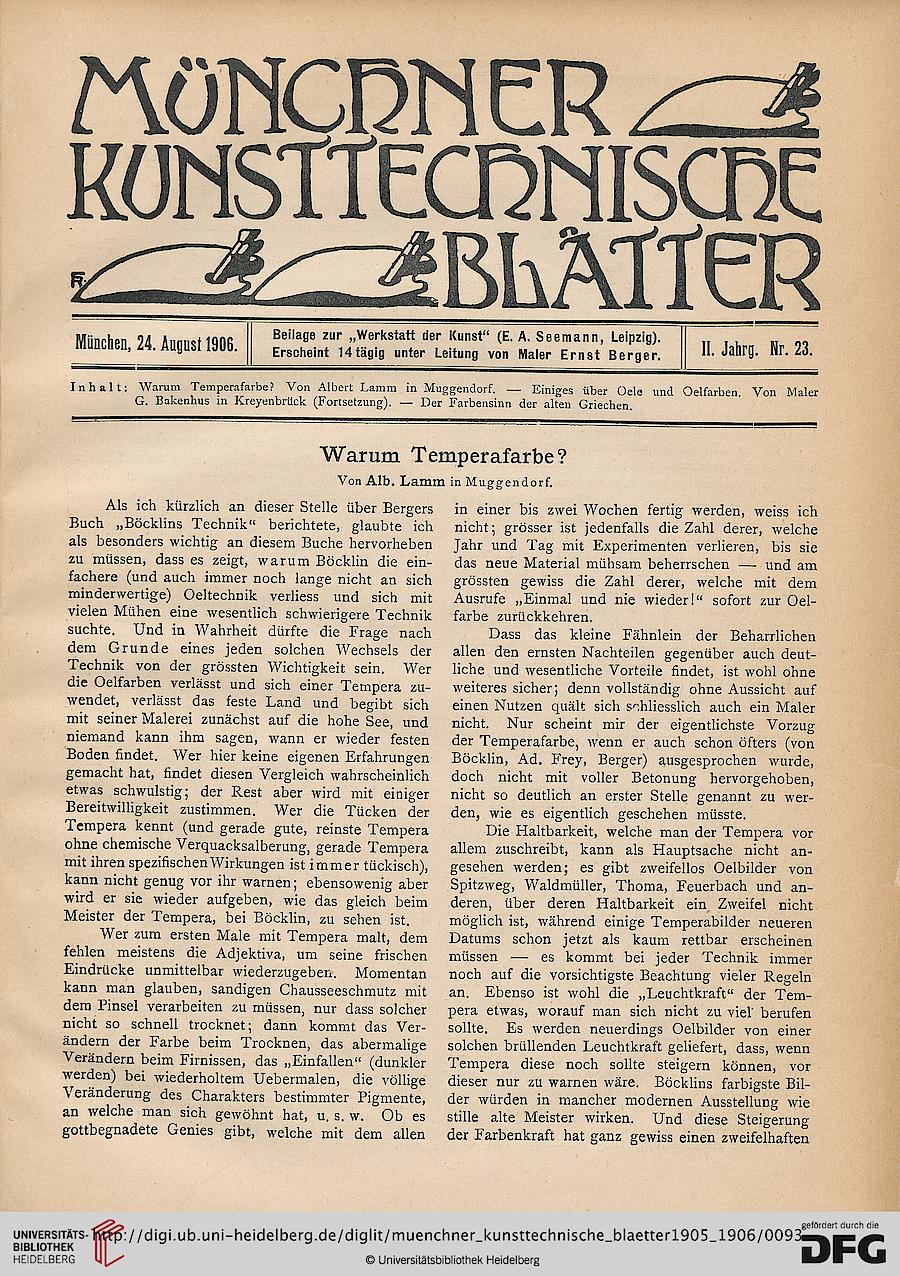 MÜNCHNER
KUNSTTECHNISCHE
BLÄTTER
München, 24. August 1906.
Beilage zur „Werkstatt der Kunst“ (E. A. Seemann, Leipzig).
Erscheint 14 tägig unter Leitung von Maler Ernst Berger.
II. Jahrg. Nr. 23.
Inhalt: Warum Temperafarbe? Von Albert Lamm in Muggendorf. — Einiges über Oele und Oelfarben. Von Maler
G. Bakenhus in Kreyenbrück (Fortsetzung). — Der Farbensinn der alten Griechen.
Warum Temperafarbe?
Von Alb. Lamm in Muggendorf.
Als ich kürzlich an dieser Stelle über Bergers
Buch „Böcklins Technik“ berichtete, glaubte ich
als besonders wichtig an diesem Buche hervorheben
zu müssen, dass es zeigt, warum Böcklin die ein-
fachere (und auch immer noch lange nicht an sich
minderwertige) Oeltechnik verliess und sich mit
vielen Mühen eine wesentlich schwierigere Technik
suchte. Und in Wahrheit dürfte die Frage nach
dem Grunde eines jeden solchen Wechsels der
Technik von der grössten Wichtigkeit sein. Wer
die Oelfarben verlässt und sich einer Tempera zu-
wendet, verlässt das feste Land und begibt sich
mit seiner Malerei zunächst auf die hohe See, und
niemand kann ihm sagen, wann er wieder festen
Boden findet. Wer hier keine eigenen Erfahrungen
gemacht hat, findet diesen Vergleich wahrscheinlich
etwas schwulstig; der Rest aber wird mit einiger
Bereitwilligkeit zustimmen. Wer die Tücken der
Tempera kennt (und gerade gute, reinste Tempera
ohne chemische Verquacksalberung, gerade Tempera
mit ihren spezifischen Wirkungen ist immer tückisch),
kann nicht genug vor ihr warnen; ebensowenig aber
wird er sie wieder aufgeben, wie das gleich beim
Meister der Tempera, bei Böcklin, zu sehen ist.
Wer zum ersten Male mit Tempera malt, dem
fehlen meistens die Adjektiva, um seine frischen
Eindrücke unmittelbar wiederzugeben. Momentan
kann man glauben, sandigen Chausseeschmutz mit
dem Pinsel verarbeiten zu müssen, nur dass solcher
nicht so schnell trocknet; dann kommt das Ver-
ändern der Farbe beim Trocknen, das abermalige
Verändern beim Firnissen, das „Einfallen“ (dunkler
werden) bei wiederholtem Uebermalen, die völlige
Veränderung des Charakters bestimmter Pigmente,
an welche man sich gewöhnt hat, u. s. w. Ob es
gottbegnadete Genies gibt, welche mit dem allen
in einer bis zwei Wochen fertig werden, weiss ich
nicht; grösser ist jedenfalls die Zahl derer, welche
Jahr und Tag mit Experimenten verlieren, bis sie
das neue Material mühsam beherrschen — und am
grössten gewiss die Zahl derer, welche mit dem
Ausrufe „Einmal und nie wieder!“ sofort zur Oel-
farbe zurückkehren.
Dass das kleine Fähnlein der Beharrlichen
allen den ernsten Nachteilen gegenüber auch deut-
liche und wesentliche Vorteile findet, ist wohl ohne
weiteres sicher; denn vollständig ohne Aussicht auf
einen Nutzen quält sich schliesslich auch ein Maler
nicht. Nur scheint mir der eigentlichste Vorzug
der Temperafarbe, wenn er auch schon öfters (von
Böcklin, Ad. Frey, Berger) ausgesprochen wurde,
doch nicht mit voller Betonung hervorgehoben,
nicht so deutlich an erster Stelle genannt zu wer-
den, wie es eigentlich geschehen müsste.
Die Haltbarkeit, welche man der Tempera vor
allem zuschreibt, kann als Hauptsache nicht an-
gesehen werden; es gibt zweifellos Oelbilder von
Spitzweg, Waldmüller, Thoma, Feuerbach und an-
deren, über deren Haltbarkeit ein Zweifel nicht
möglich ist, während einige Temperabilder neueren
Datums schon jetzt als kaum rettbar erscheinen
müssen — es kommt bei jeder Technik immer
noch auf die vorsichtigste Beachtung vieler Regeln
an. Ebenso ist wohl die „Leuchtkraft“ der Tem-
pera etwas, worauf man sich nicht zu viel berufen
sollte. Es werden neuerdings Oelbilder von einer
solchen brüllenden Leuchtkraft geliefert, dass, wenn
Tempera diese noch sollte steigern können, vor
dieser nur zu warnen wäre. Böcklins farbigste Bil-
der würden in mancher modernen Ausstellung wie
stille alte Meister wirken. Und diese Steigerung
der Farbenkraft hat ganz gewiss einen zweifelhaften
UNIVERSITÄTS-
BIBLIOTHEK
HEIDELBERG
http://digi.ub.uni-heidelberg.de/diglit/muenchner_kunsttechnische_blaetter1905_1906/0093
© Universitätsbibliothek Heidelberg
gefördert durch die
DFG